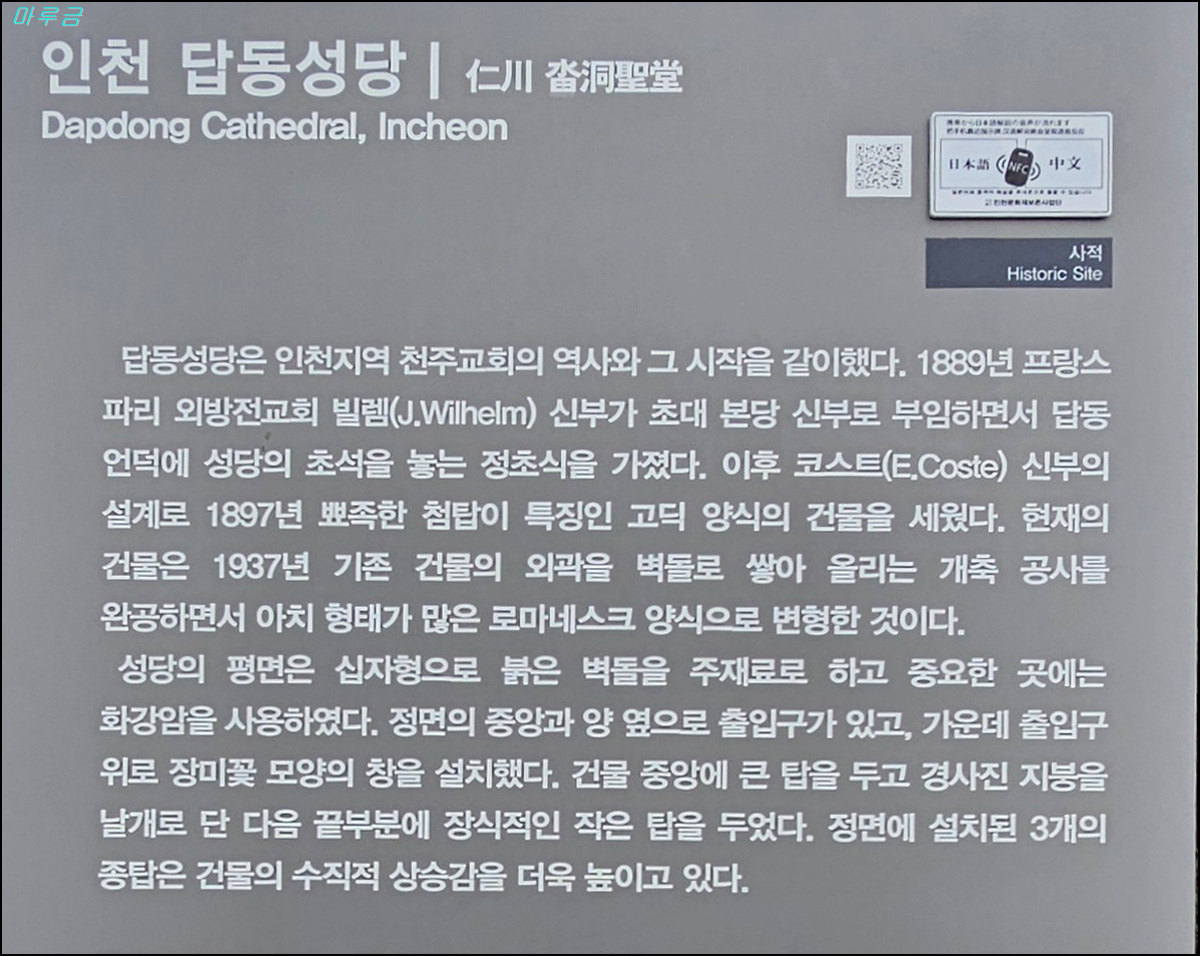 마루금
인천 답동성당 | 仁川 沓洞聖堂
Dapdong Cathedral, Incheon
日本語 NFC 中文
인천문화재보존사업단
사적
Historic Site
답동성당은 인천지역 천주교회의 역사와 그 시작을 같이했다. 1889년 프랑스
파리 외방전교회 빌렘(J.Wilhelm) 신부가 초대 본당 신부로 부임하면서 답동
언덕에 성당의 초석을 놓는 정초식을 가졌다. 이후 코스트(E.Coste) 신부의
설계로 1897년 뾰족한 첨탑이 특징인 고딕 양식의 건물을 세웠다. 현재의
건물은 1937년 기존 건물의 외곽을 벽돌로 쌓아 올리는 개축 공사를
완공하면서 아치 형태가 많은 로마네스크 양식으로 변형한 것이다.
성당의 평면은 십자형으로 붉은 벽돌을 주재료로 하고 중요한 곳에는
화강암을 사용하였다. 정면의 중앙과 양 옆으로 출입구가 있고, 가운데 출입구
위로 장미꽃 모양의 창을 설치했다. 건물 중앙에 큰 탑을 두고 경사진 지붕을
날개로 단 다음 끝부분에 장식적인 작은 탑을 두었다. 정면에 설치된 3개의
종탑은 건물의 수직적 상승감을 더욱 높이고 있다.